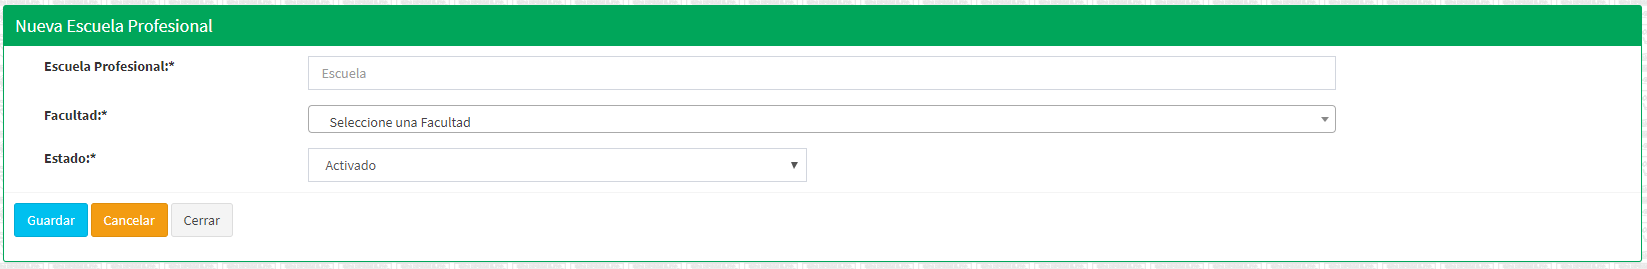 Nueva Escuela Profesional
Escuela Profesional:*
Escuela
Facultad:*
Seleccione una Facultad
Estado:*
Activado
Guardar Cancelar Cerrar